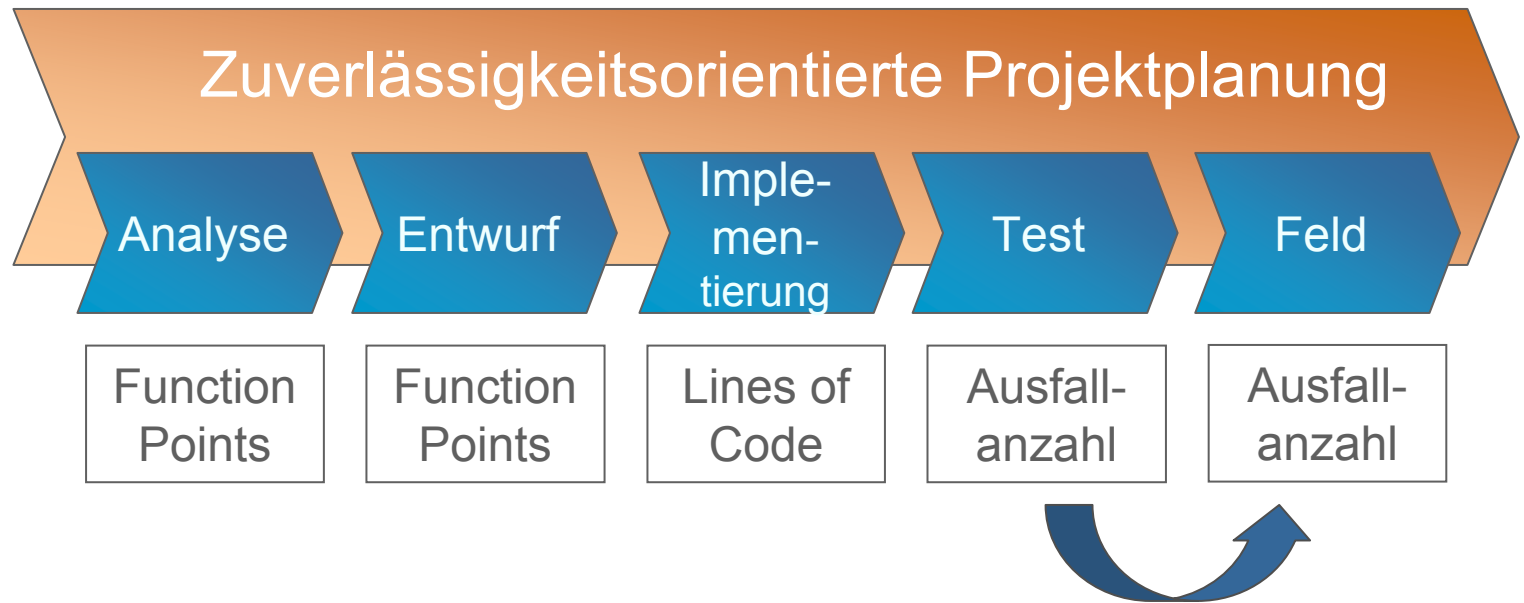 Zuverlässigkeitsorientierte Projektplanung
Analyse
Entwurf
Imple-
men-
tierung
Test
Feld
Function
Points
Function
Points
Lines of
Code
Ausfall-
anzahl
Ausfall-
anzahl